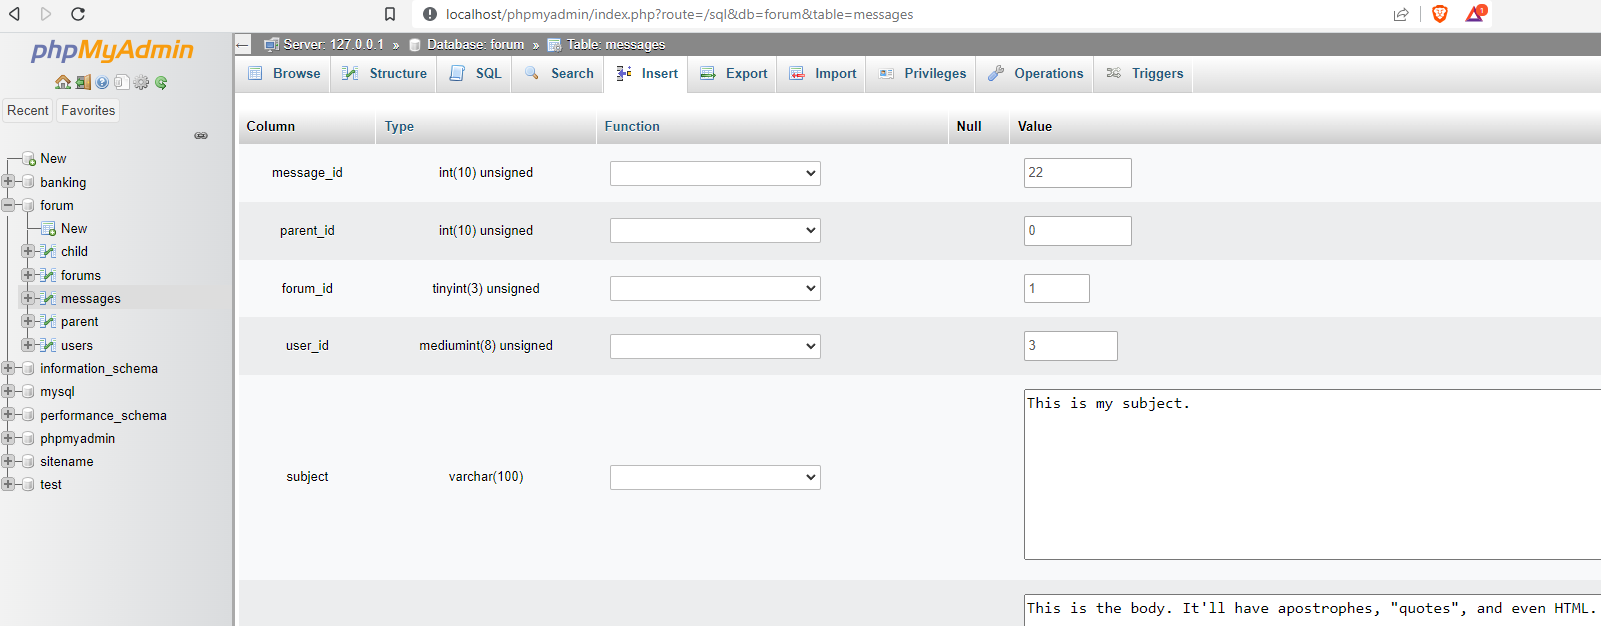 localhost/phpmyadmin/index.php?route=/sql&db=forum&table=messages
1
phpMyAdmin
Recent Favorites
New
banking
forum
New
child
forums
messages
parent
users
information_schema
mysql
performance_schema
phpmyadmin
sitename
test
Server: 127.0.0.1 » Database: forum » Table: messages
Browse Structure SQL Search Insert Export Import Privileges Operations Triggers
Column Type Function Null Value
message_id int(10) unsigned 22
parent_id int(10) unsigned 0
forum_id tinyint(3) unsigned 1
user_id mediumint(8) unsigned 3
This is my subject.
subject varchar(100)
This is the body. It'll have apostrophes, "quotes", and even HTML.